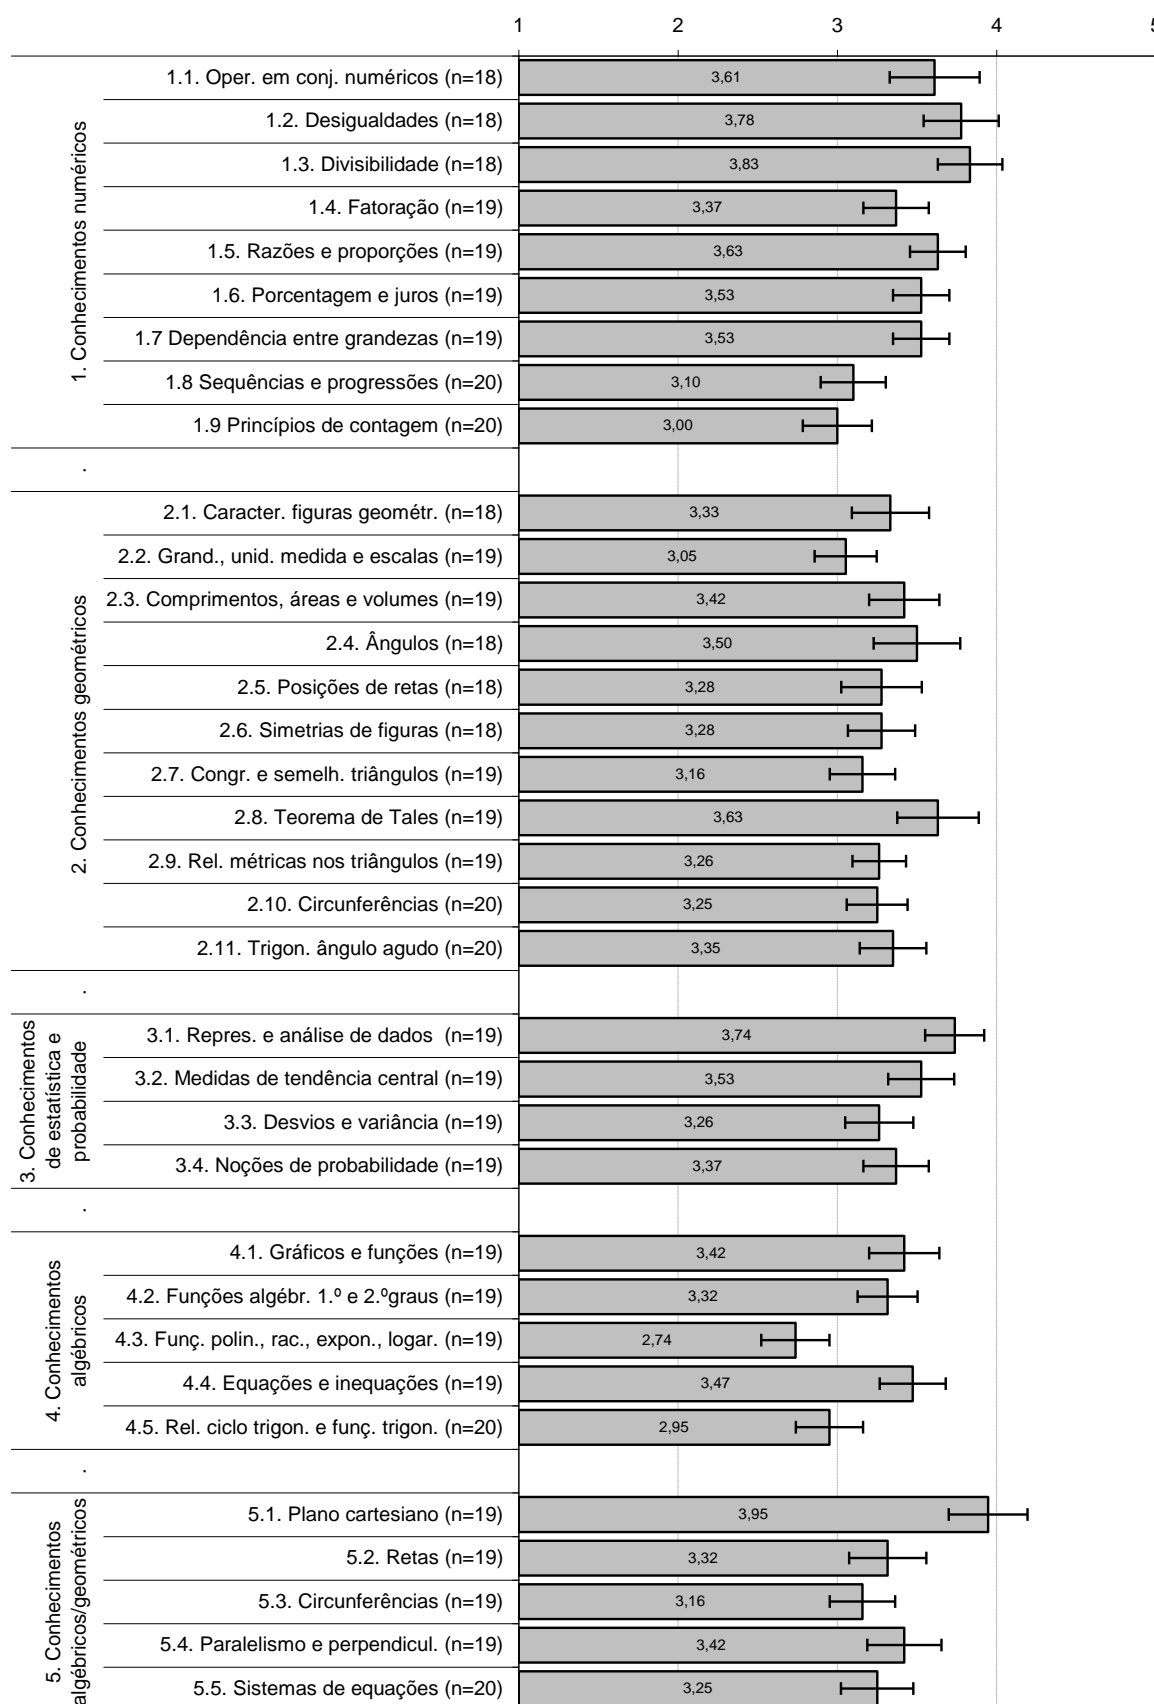 1 2 3 4 5
1. Conhecimentos numéricos
1.1. Oper. em conj. numéricos (n=18) 3,61
1.2. Desigualdades (n=18) 3,78
1.3. Divisibilidade (n=18) 3,83
1.4. Fatoração (n=19) 3,37
1.5. Razões e proporções (n=19) 3,63
1.6. Porcentagem e juros (n=19) 3,53
1.7 Dependência entre grandezas (n=19) 3,53
1.8 Sequências e progressões (n=20) 3,10
1.9 Princípios de contagem (n=20) 3,00
.
2. Conhecimentos geométricos
2.1. Caracter. figuras geométr. (n=18) 3,33
2.2. Grand., unid. medida e escalas (n=19) 3,05
2.3. Comprimentos, áreas e volumes (n=19) 3,42
2.4. Ângulos (n=18) 3,50
2.5. Posições de retas (n=18) 3,28
2.6. Simetrias de figuras (n=18) 3,28
2.7. Congr. e semelh. triângulos (n=19) 3,16
2.8. Teorema de Tales (n=19) 3,63
2.9. Rel. métricas nos triângulos (n=19) 3,26
2.10. Circunferências (n=20) 3,25
2.11. Trigon. ângulo agudo (n=20) 3,35
.
3. Conhecimentos
de estatística e
probabilidade
3.1. Repres. e análise de dados (n=19) 3,74
3.2. Medidas de tendência central (n=19) 3,53
3.3. Desvios e variância (n=19) 3,26
3.4. Noções de probabilidade (n=19) 3,37
.
4. Conhecimentos
algébricos
4.1. Gráficos e funções (n=19) 3,42
4.2. Funções algébr. 1.º e 2.ºgraus (n=19) 3,32
4.3. Funç. polin., rac., expon., logar. (n=19) 2,74
4.4. Equações e inequações (n=19) 3,47
4.5. Rel. ciclo trigon. e funç. trigon. (n=20) 2,95
.
5. Conhecimentos
algébricos/geométricos
5.1. Plano cartesiano (n=19) 3,95
5.2. Retas (n=19) 3,32
5.3. Circunferências (n=19) 3,16
5.4. Paralelismo e perpendicul. (n=19) 3,42
5.5. Sistemas de equações (n=20) 3,25